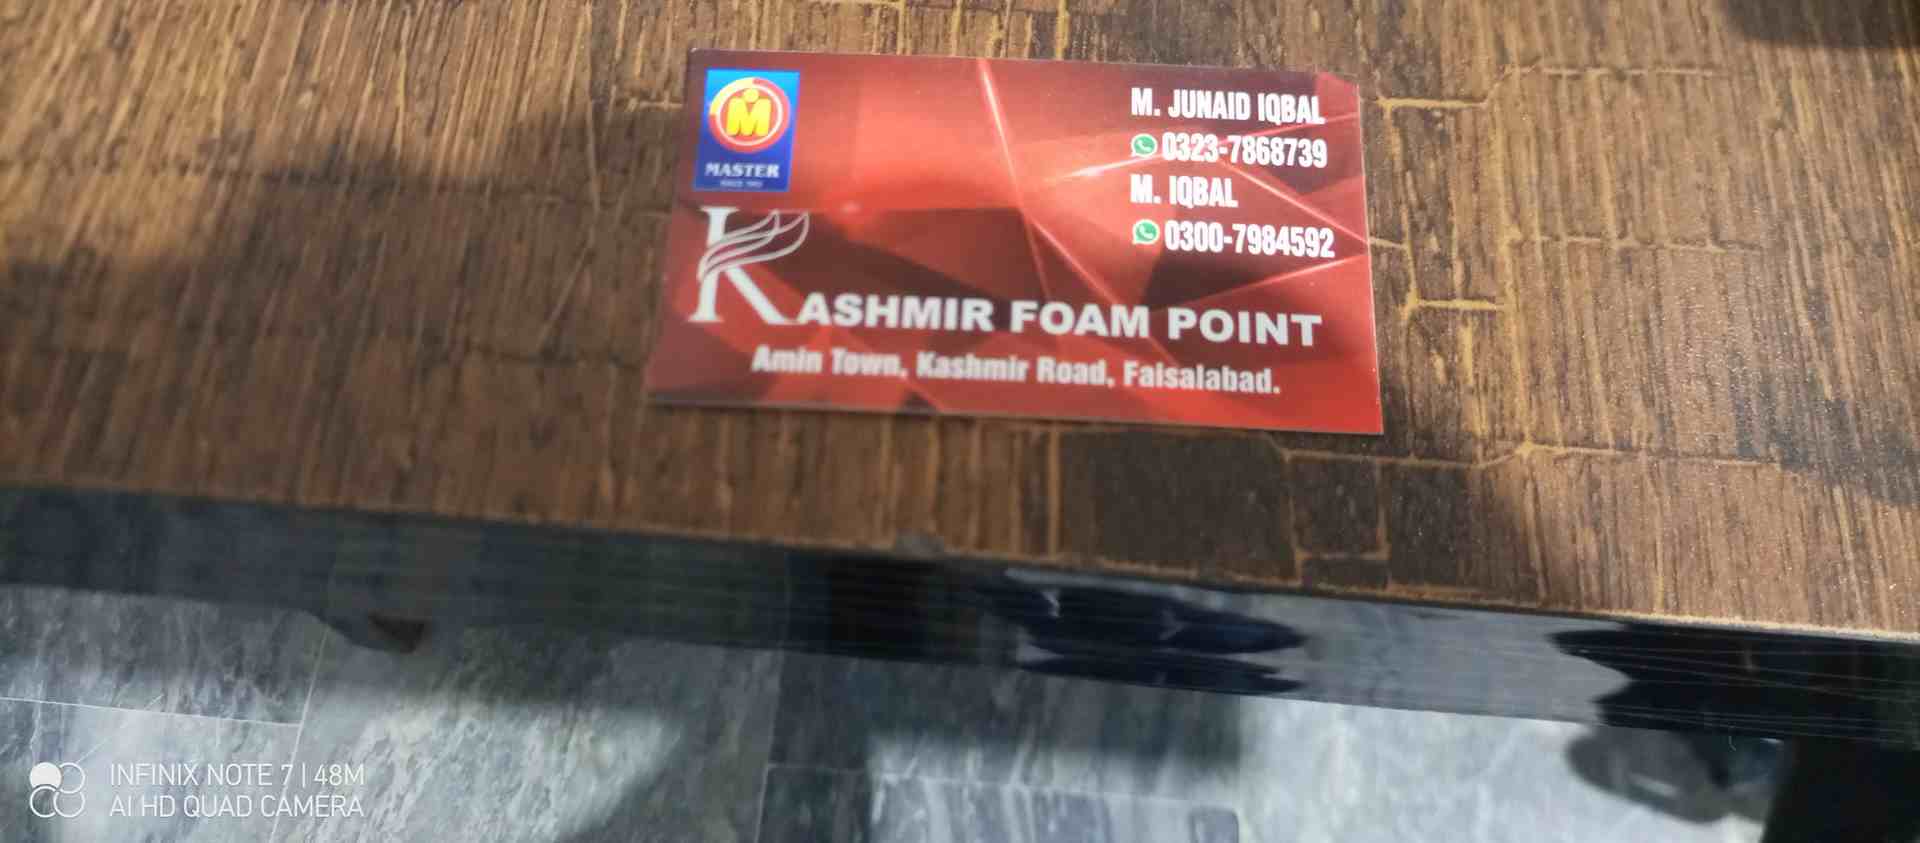 M
MASTER
M. JUNAID IQBAL
0323-7868739
M. IQBAL
0300-7984592
KASHMIR FOAM POINT
Amin Town, Kashmir Road, Faisalabad.
INFINIX NOTE 7 | 48M
AI HD QUAD CAMERA